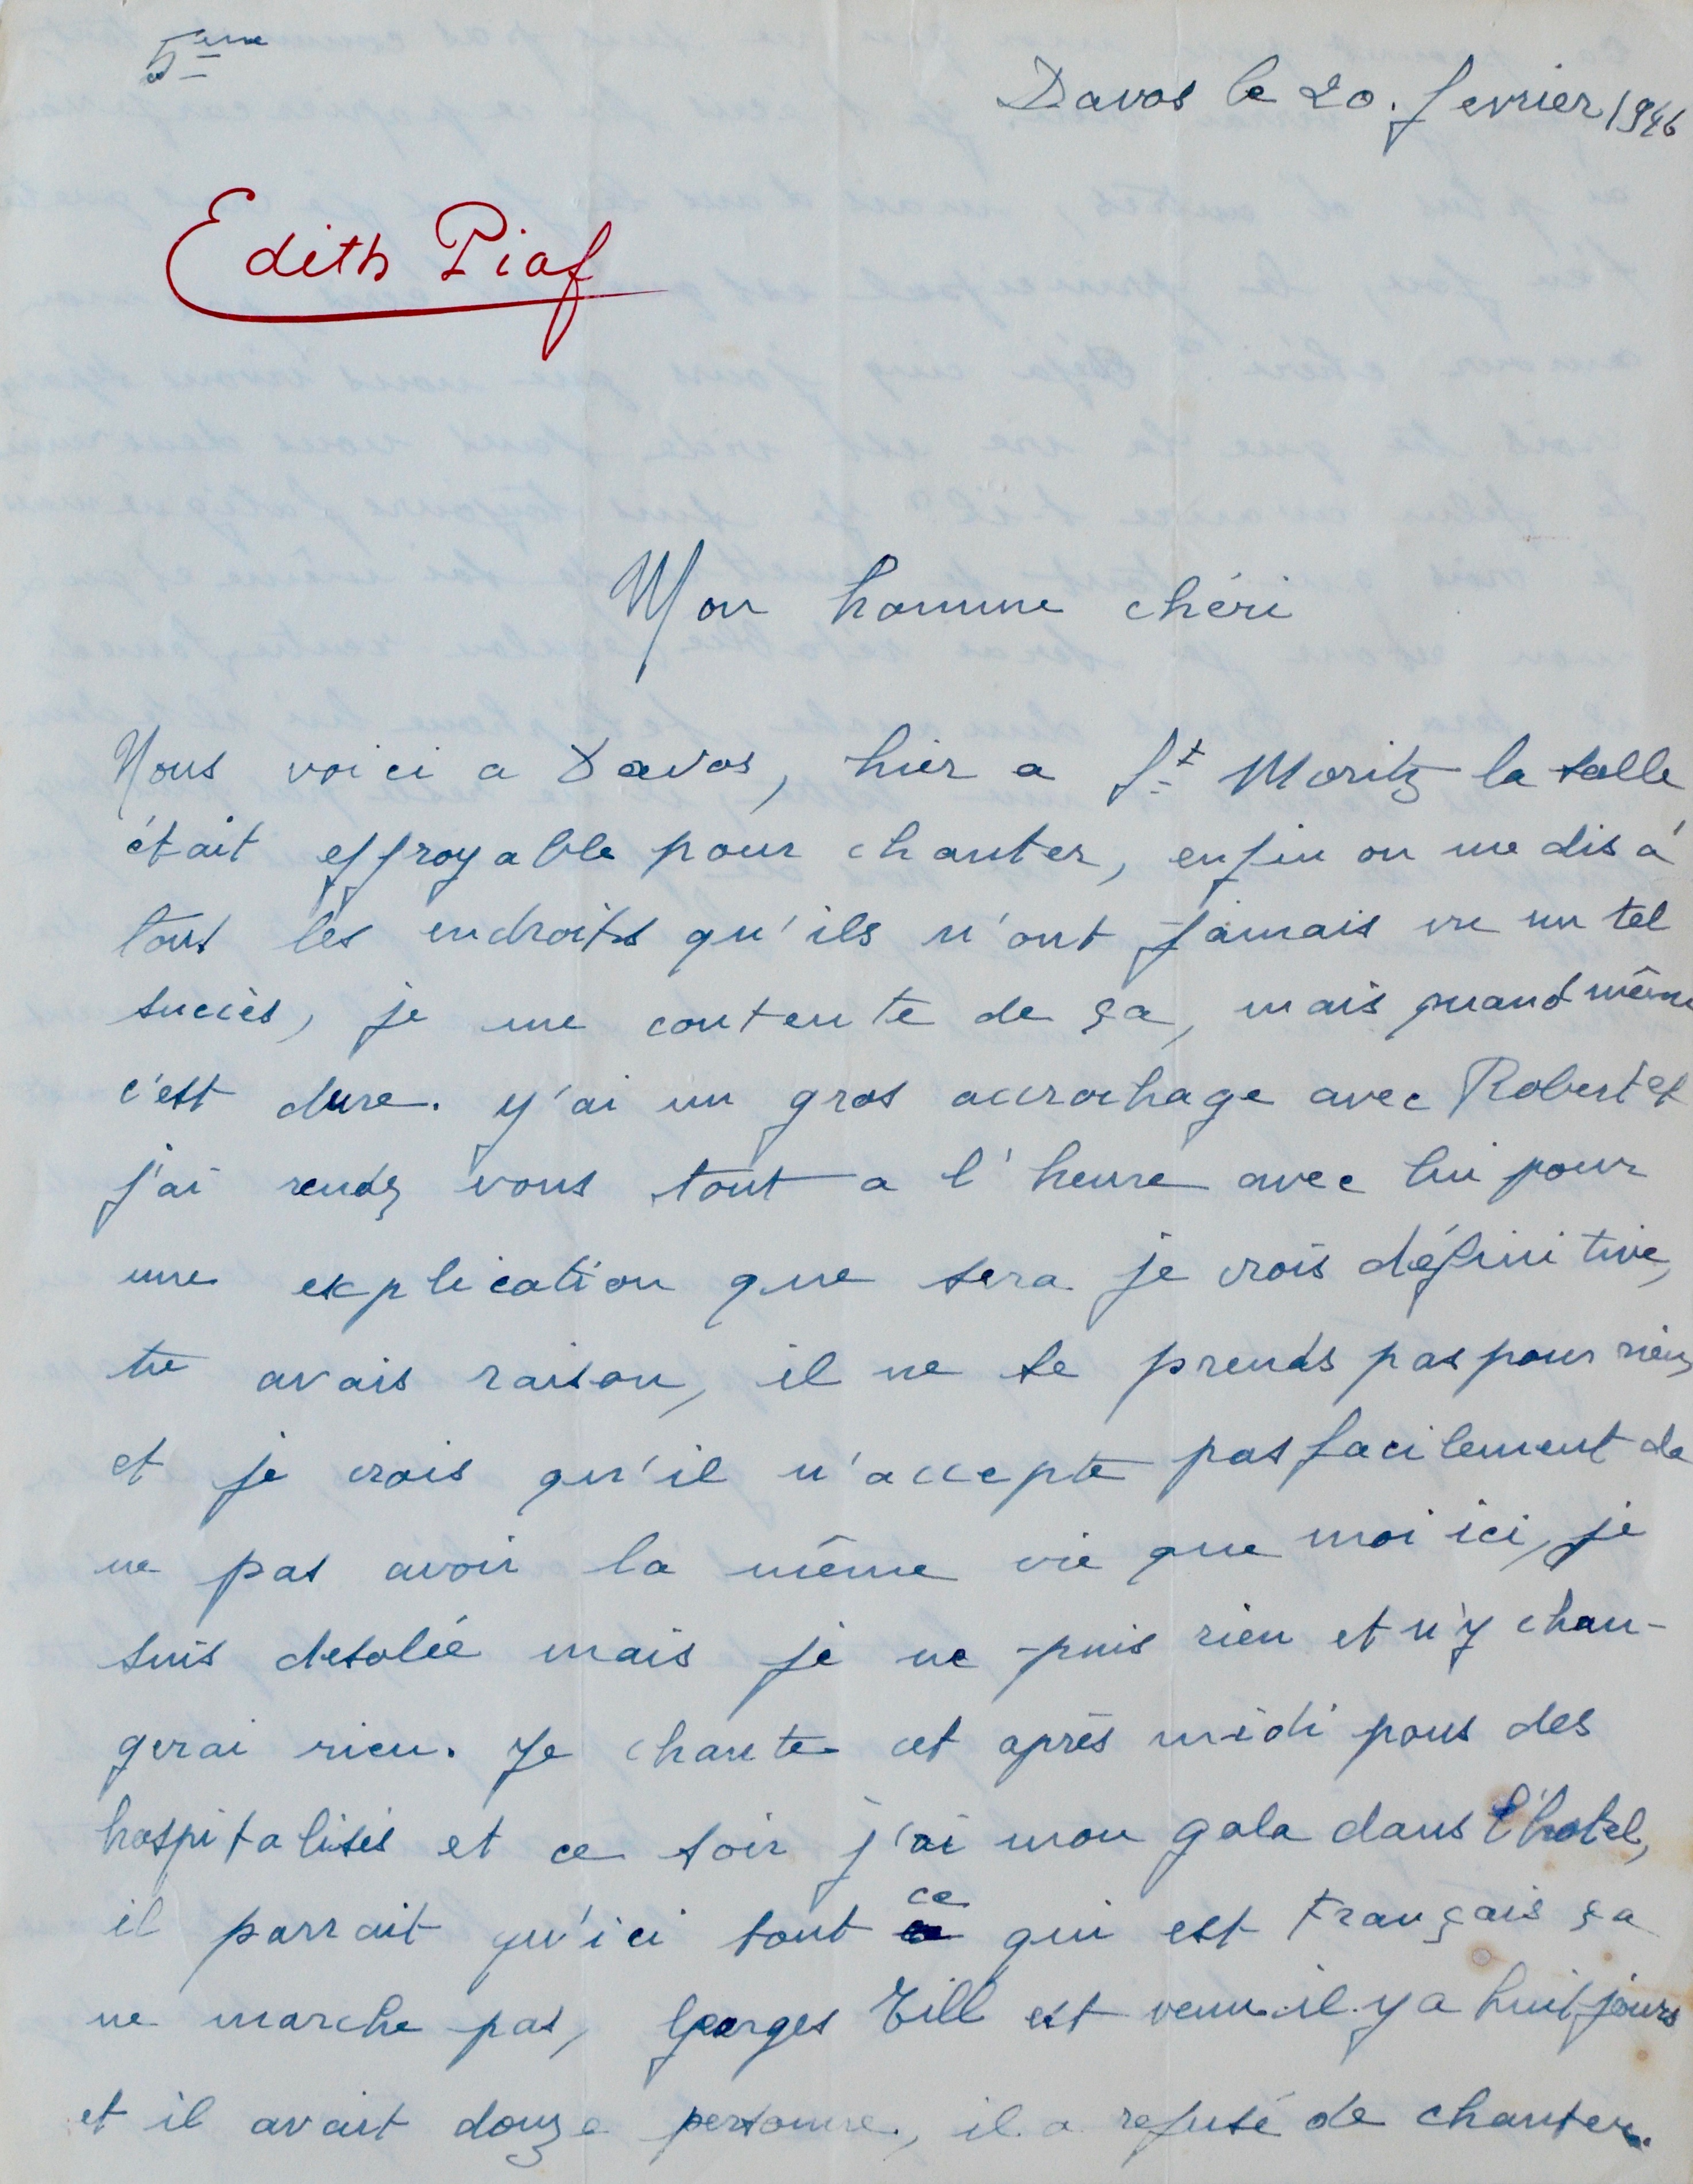 5ème
Davos le 20. fevrier 1946
Edith Piaf
Mon homme chéri
Nous voici a Davos, hier a St Moritz la salle
était effroyable pour chanter, enfin on me dis à
tous les endroits qu'ils n'ont jamais vu un tel
succès, je me contente de ça, mais quand même
c'est dure. J'ai un gros accrochage avec Robert et
j'ai rendz vous tout a l'heure avec lui pour
une explication que sera je crois définitive,
tu avais raison, il ne se prends pas pour rien,
et je crois qu'il n'accepte pas facilement de
ne pas avoir la même vie que moi ici, je
suis desolée mais je ne puis rien et n'y chan-
gerai rien. Je chante cet après midi pour des
hospitalisés et ce soir j'ai mon gala dans l'hotel,
il parrait qu'ici tout ce qui est Français ça
ne marche pas, Georges Till est venu il y a huit jours
et il avait douze personne, il a refusé de chanter.